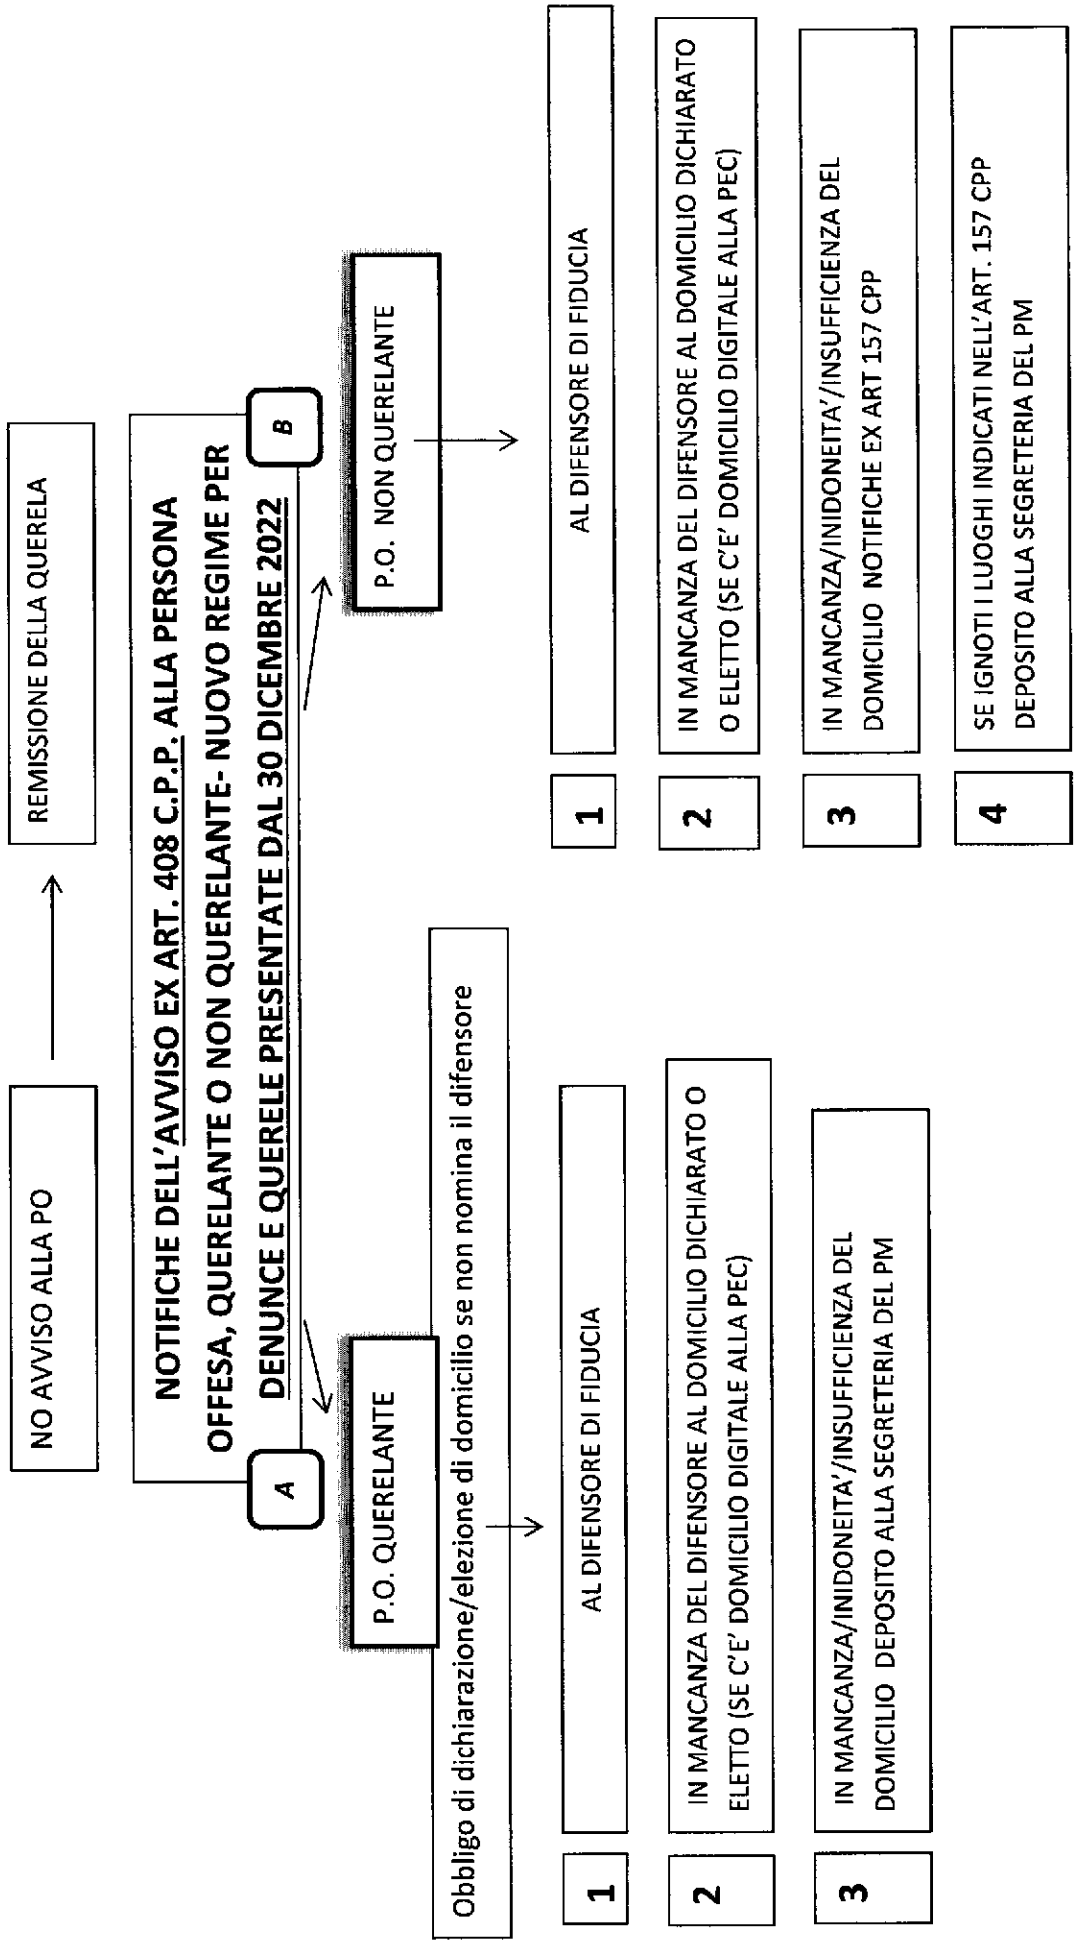 NO AVVISO ALLA PO
REMISSIONE DELLA QUERELA
NOTIFICHE DELL'AVVISO EX ART. 408 C.P.P. ALLA PERSONA
OFFESA, QUERELANTE O NON QUERELANTE- NUOVO REGIME PER
DENUNCE E QUERELE PRESENTATE DAL 30 DICEMBRE 2022
A
B
P.O. QUERELANTE
Obbligo di dichiarazione/elezione di domicilio se non nomina il difensore
1
AL DIFENSORE DI FIDUCIA
2
IN MANCANZA DEL DIFENSORE AL DOMICILIO DICHIARATO O
ELETTO (SE C'E' DOMICILIO DIGITALE ALLA PEC)
3
IN MANCANZA/INIDONEITA'/INSUFFICIENZA DEL
DOMICILIO DEPOSITO ALLA SEGRETERIA DEL PM
P.O. NON QUERELANTE
1
AL DIFENSORE DI FIDUCIA
2
IN MANCANZA DEL DIFENSORE AL DOMICILIO DICHIARATO
O ELETTO (SE C'E' DOMICILIO DIGITALE ALLA PEC)
3
IN MANCANZA/INIDONEITA'/INSUFFICIENZA DEL
DOMICILIO NOTIFICHE EX ART 157 CPP
4
SE IGNOTI I LUOGHI INDICATI NELL'ART. 157 CPP
DEPOSITO ALLA SEGRETERIA DEL PM